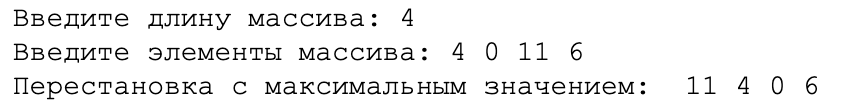 Введите длину массива: 4
Введите элементы массива: 4 0 11 6
Перестановка с максимальным значением:  11 4 0 6